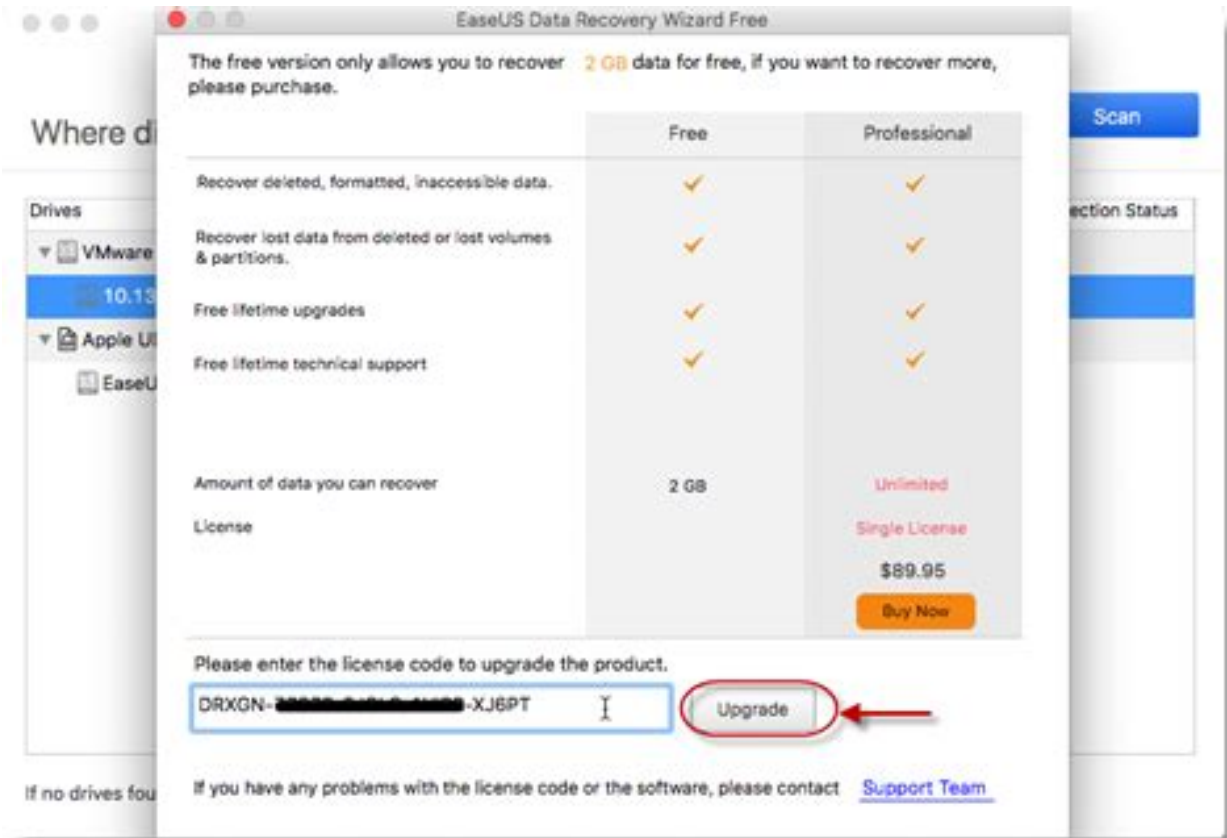 EaseUS Data Recovery Wizard Free
The free version only allows you to recover 2 GB data for free, if you want to recover more,
please purchase.
Where di
Scan
Free Professional
Recover deleted, formatted, inaccessible data.
Drives
ection Status
Recover lost data from deleted or lost volumes
& partitions.
VMware
10.13
Free lifetime upgrades
Apple U
Free lifetime technical support
EaseU
Amount of data you can recover 2 GB Unlimited
License Single License
$89.95
Buy Now
Please enter the license code to upgrade the product.
DRXGN- -XJ6PT
Upgrade
If no drives fou
If you have any problems with the license code or the software, please contact Support Team